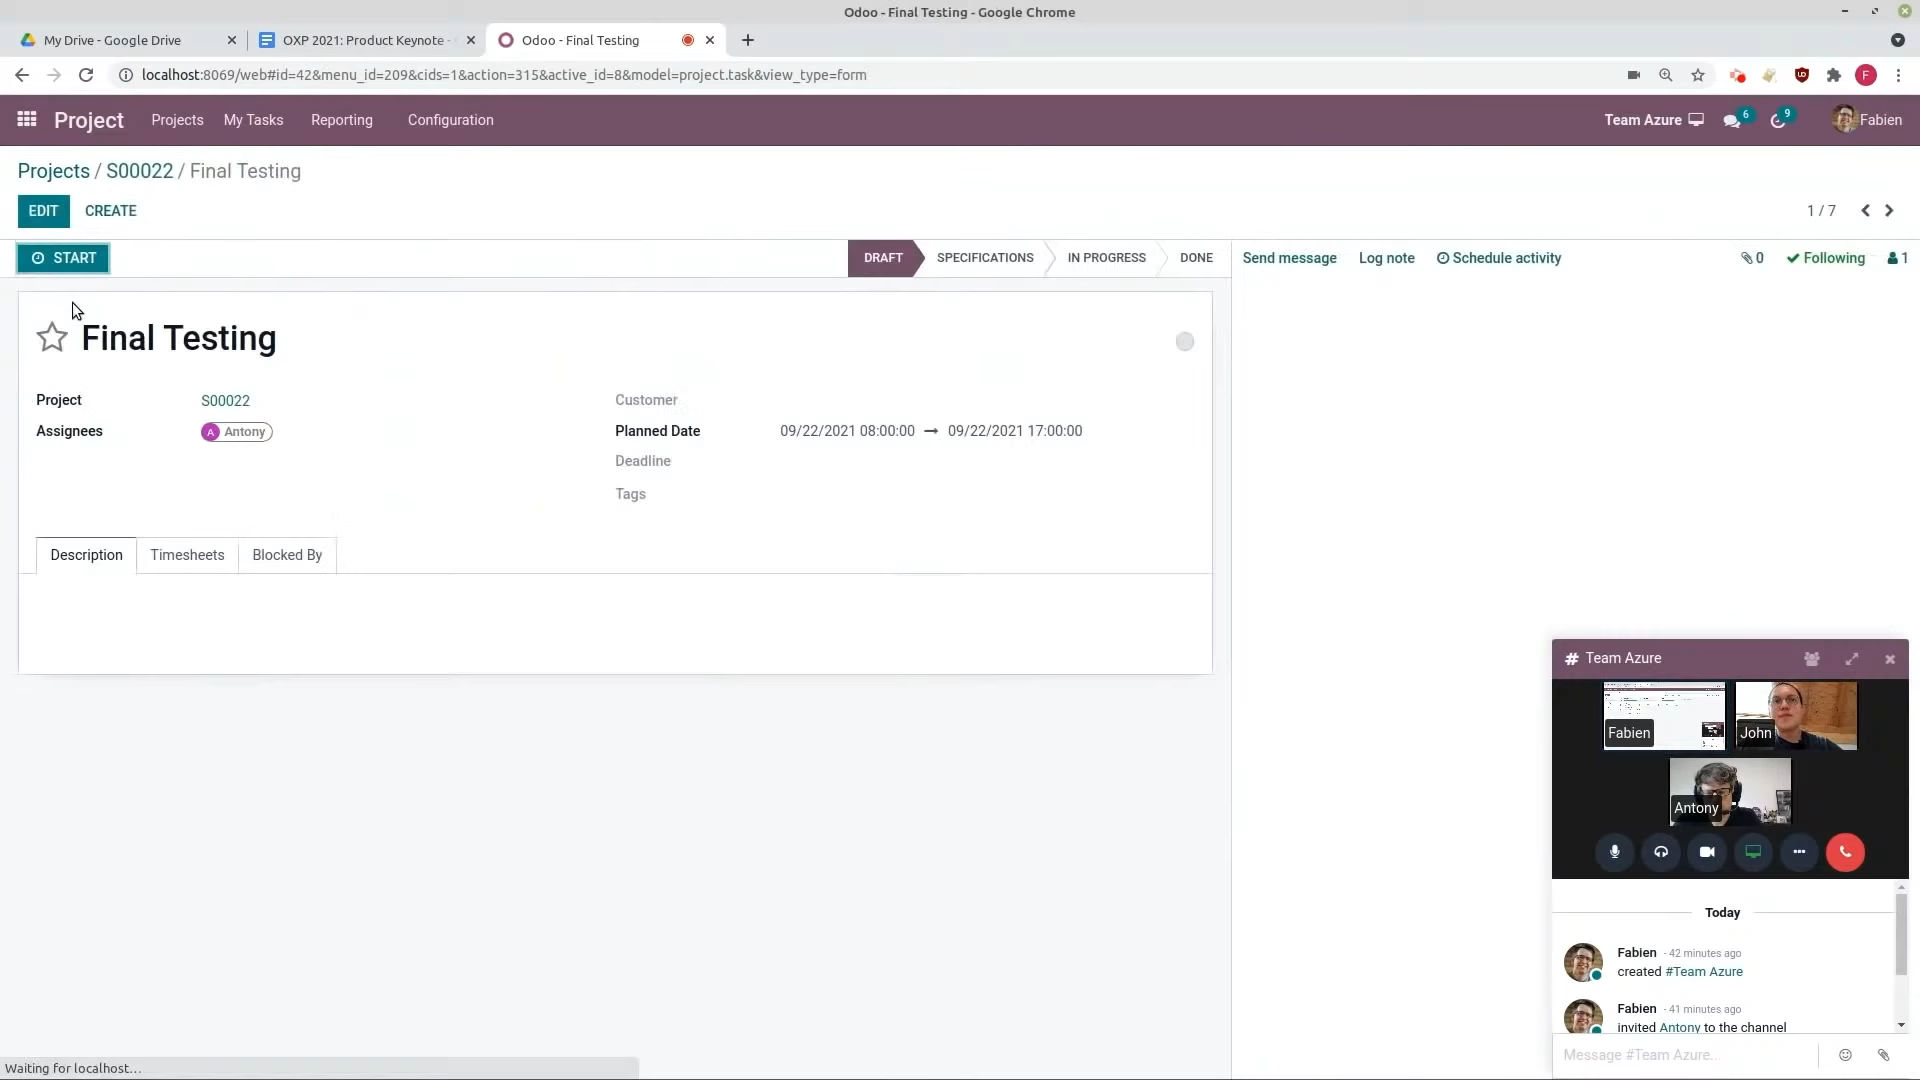 Odoo - Final Testing - Google Chrome
My Drive - Google Drive
OXP 2021: Product Keynote -
Odoo - Final Testing
localhost:8069/web#id=42&menu_id=209&cids=1&action=315&active_id=8&model=project.task&view_type=form
F
Project Projects My Tasks Reporting Configuration
Team Azure 6 9 Fabien
Projects / S00022 / Final Testing
EDIT CREATE
1 / 7
START
DRAFT SPECIFICATIONS IN PROGRESS DONE
Send message Log note Schedule activity 0 Following 1
Final Testing
Project S00022
Assignees A Antony
Customer
Planned Date 09/22/2021 08:00:00 → 09/22/2021 17:00:00
Deadline
Tags
Description Timesheets Blocked By
# Team Azure
Fabien
John
Antony
Today
Fabien - 42 minutes ago
created #Team Azure
Fabien - 41 minutes ago
invited Antony to the channel
Message #Team Azure...
Waiting for localhost...